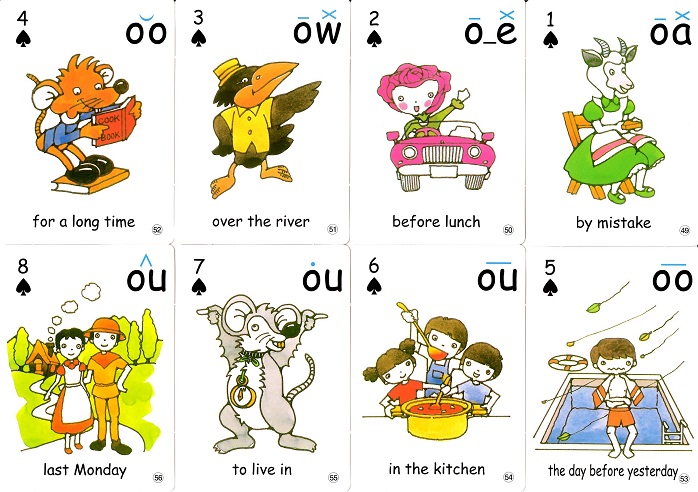 4
oo
COOK
BOOK
for a long time
52
3
ow
over the river
51
2
o_e
before lunch
50
1
oa
by mistake
49
8
ou
last Monday
56
7
ou
to live in
55
6
ou
in the kitchen
54
5
oo
the day before yesterday
53